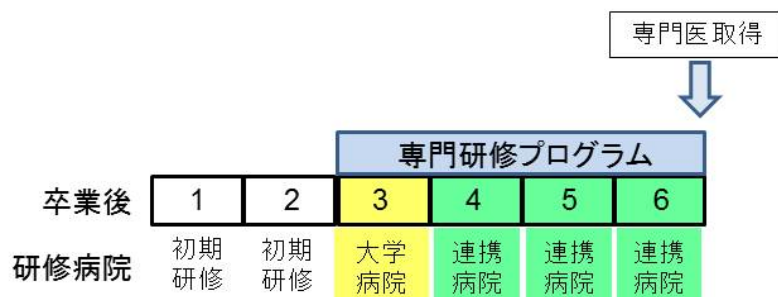 専門医取得
専門研修プログラム
卒業後 1 2 3 4 5 6
研修病院 初期研修 初期研修 大学病院 連携病院 連携病院 連携病院